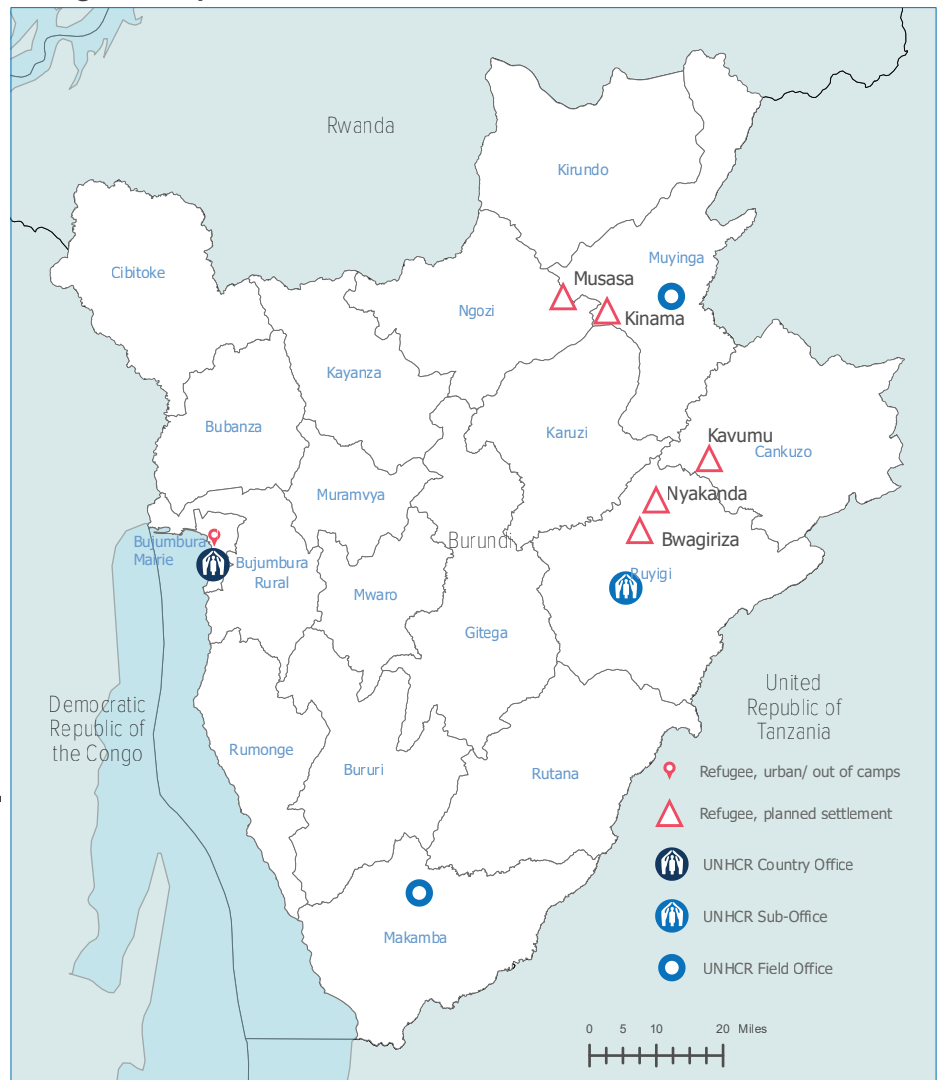 Rwanda
Kirundo
Cibitoke
Muyinga
Musasa
Ngozi
Kinama
Kayanza
Bubanza
Karuzi
Kavumu
Cankuzo
Muramvya
Nyakanda
Bujumbura
Mairie
Burundi
Bwagiriza
Bujumbura
Rural
Ruyigi
Mwaro
Gitega
Democratic
Republic of
the Congo
United
Republic of
Tanzania
Rumonge
Bururi
Rutana
Makamba
Refugee, urban/ out of camps
Refugee, planned settlement
UNHCR Country Office
UNHCR Sub-Office
UNHCR Field Office
0 5 10 20 Miles